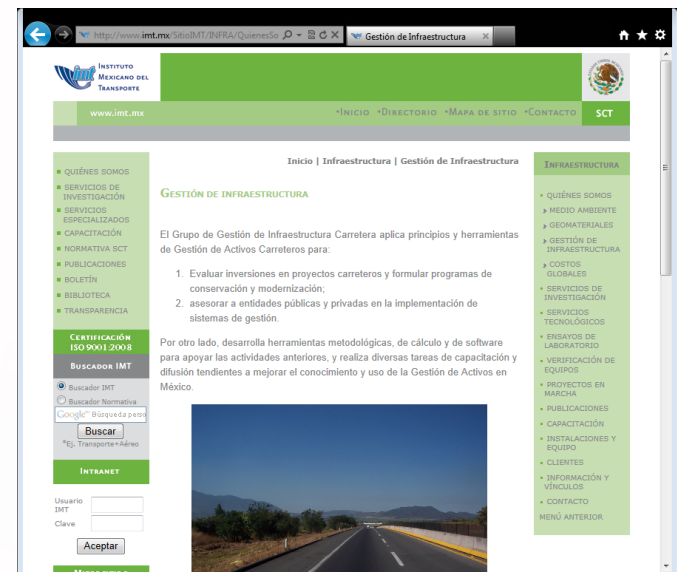 http://www.imt.mx/SitioIMT/INFRA/QuienesSo
Gestión de Infraestructura
INSTITUTO
MEXICANO DEL
TRANSPORTE
imt
www.imt.mx
•INICIO •DIRECTORIO •MAPA DE SITIO •CONTACTO
SCT
QUIÉNES SOMOS
SERVICIOS DE
INVESTIGACIÓN
SERVICIOS
ESPECIALIZADOS
CAPACITACIÓN
NORMATIVA SCT
PUBLICACIONES
BOLETÍN
BIBLIOTECA
TRANSPARENCIA
CERTIFICACIÓN
ISO 9001:2008
BUSCADOR IMT
Buscador IMT
Buscador Normativa
Google™ Búsqueda perso
Buscar
*Ej. Transporte+Aéreo
INTRANET
Usuario
IMT
Clave
Aceptar
Inicio | Infraestructura | Gestión de Infraestructura
GESTIÓN DE INFRAESTRUCTURA
El Grupo de Gestión de Infraestructura Carretera aplica principios y herramientas
de Gestión de Activos Carreteros para:
1. Evaluar inversiones en proyectos carreteros y formular programas de
conservación y modernización;
2. asesorar a entidades públicas y privadas en la implementación de
sistemas de gestión.
Por otro lado, desarrolla herramientas metodológicas, de cálculo y de software
para apoyar las actividades anteriores, y realiza diversas tareas de capacitación y
difusión tendientes a mejorar el conocimiento y uso de la Gestión de Activos en
México.
INFRAESTRUCTURA
QUIÉNES SOMOS
MEDIO AMBIENTE
GEOMATERIALES
GESTIÓN DE
INFRAESTRUCTURA
COSTOS
GLOBALES
SERVICIOS DE
INVESTIGACIÓN
SERVICIOS
TECNOLÓGICOS
ENSAYOS DE
LABORATORIO
VERIFICACIÓN DE
EQUIPOS
PROYECTOS EN
MARCHA
PUBLICACIONES
CAPACITACIÓN
INSTALACIONES Y
EQUIPO
CLIENTES
INFORMACIÓN Y
VÍNCULOS
CONTACTO
MENÚ ANTERIOR